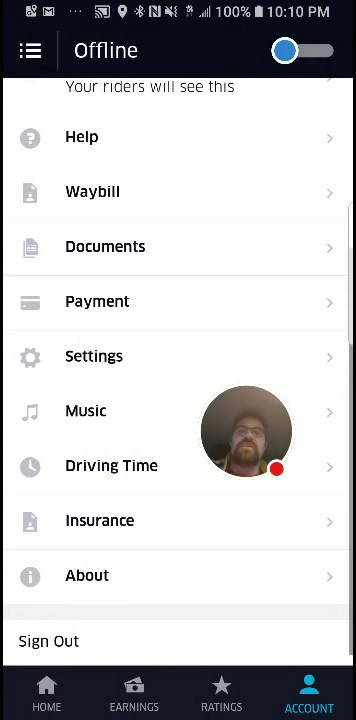 100% 10:10 PM
Offline
Your riders will see this
Help
Waybill
Documents
Payment
Settings
Music
Driving Time
Insurance
About
Sign Out
HOME EARNINGS RATINGS ACCOUNT